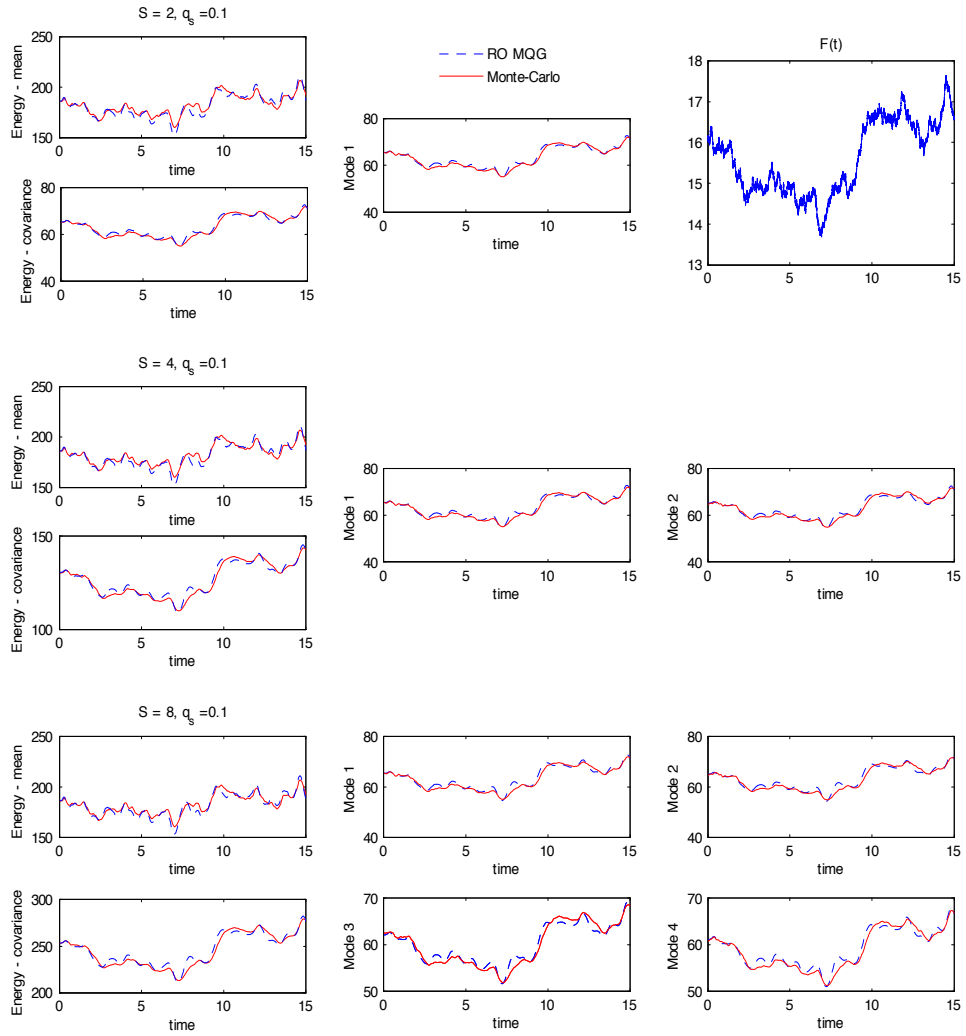 S = 2, q_s =0.1
Energy - mean
250
200
150
0 5 10 15
Energy - covariance
80
60
40
0 5 10 15
time
RO MQG
Monte-Carlo
Mode 1
80
60
40
0 5 10 15
time
F(t)
18
17
16
15
14
13
0 5 10 15
S = 4, q_s =0.1
Energy - mean
250
200
150
0 5 10 15
Energy - covariance
150
100
0 5 10 15
time
Mode 1
80
60
40
0 5 10 15
time
Mode 2
80
60
40
0 5 10 15
time
S = 8, q_s =0.1
Energy - mean
250
200
150
0 5 10 15
time
Mode 1
80
60
40
0 5 10 15
time
Mode 2
80
60
40
0 5 10 15
time
Energy - covariance
300
250
200
0 5 10 15
time
Mode 3
70
60
50
0 5 10 15
time
Mode 4
70
60
50
0 5 10 15
time